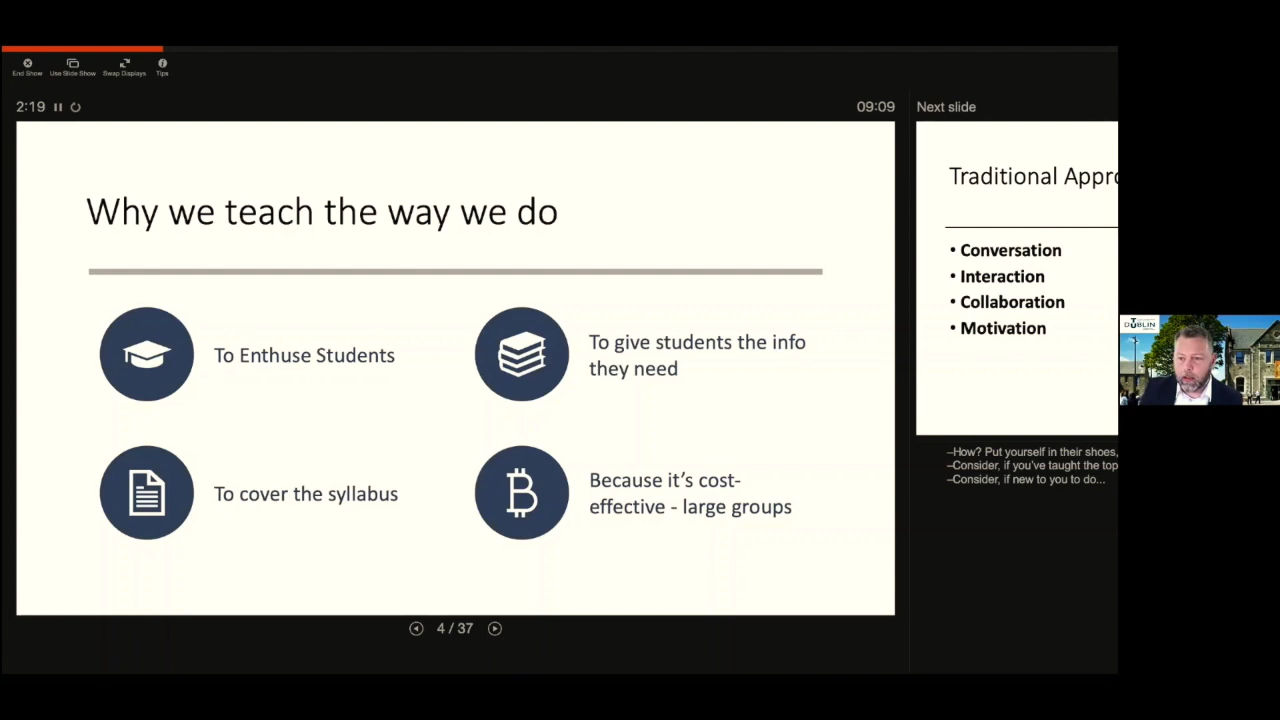 End Show
Use Slide Show
Swap Displays
Tips
2:19
09:09
Next slide
Why we teach the way we do
To Enthuse Students
To give students the info
they need
To cover the syllabus
Because it's cost-
effective - large groups
4 / 37
Traditional Appro
• Conversation
• Interaction
• Collaboration
• Motivation
–How? Put yourself in their shoes,
–Consider, if you've taught the top
–Consider, if new to you to do...
DUBLIN